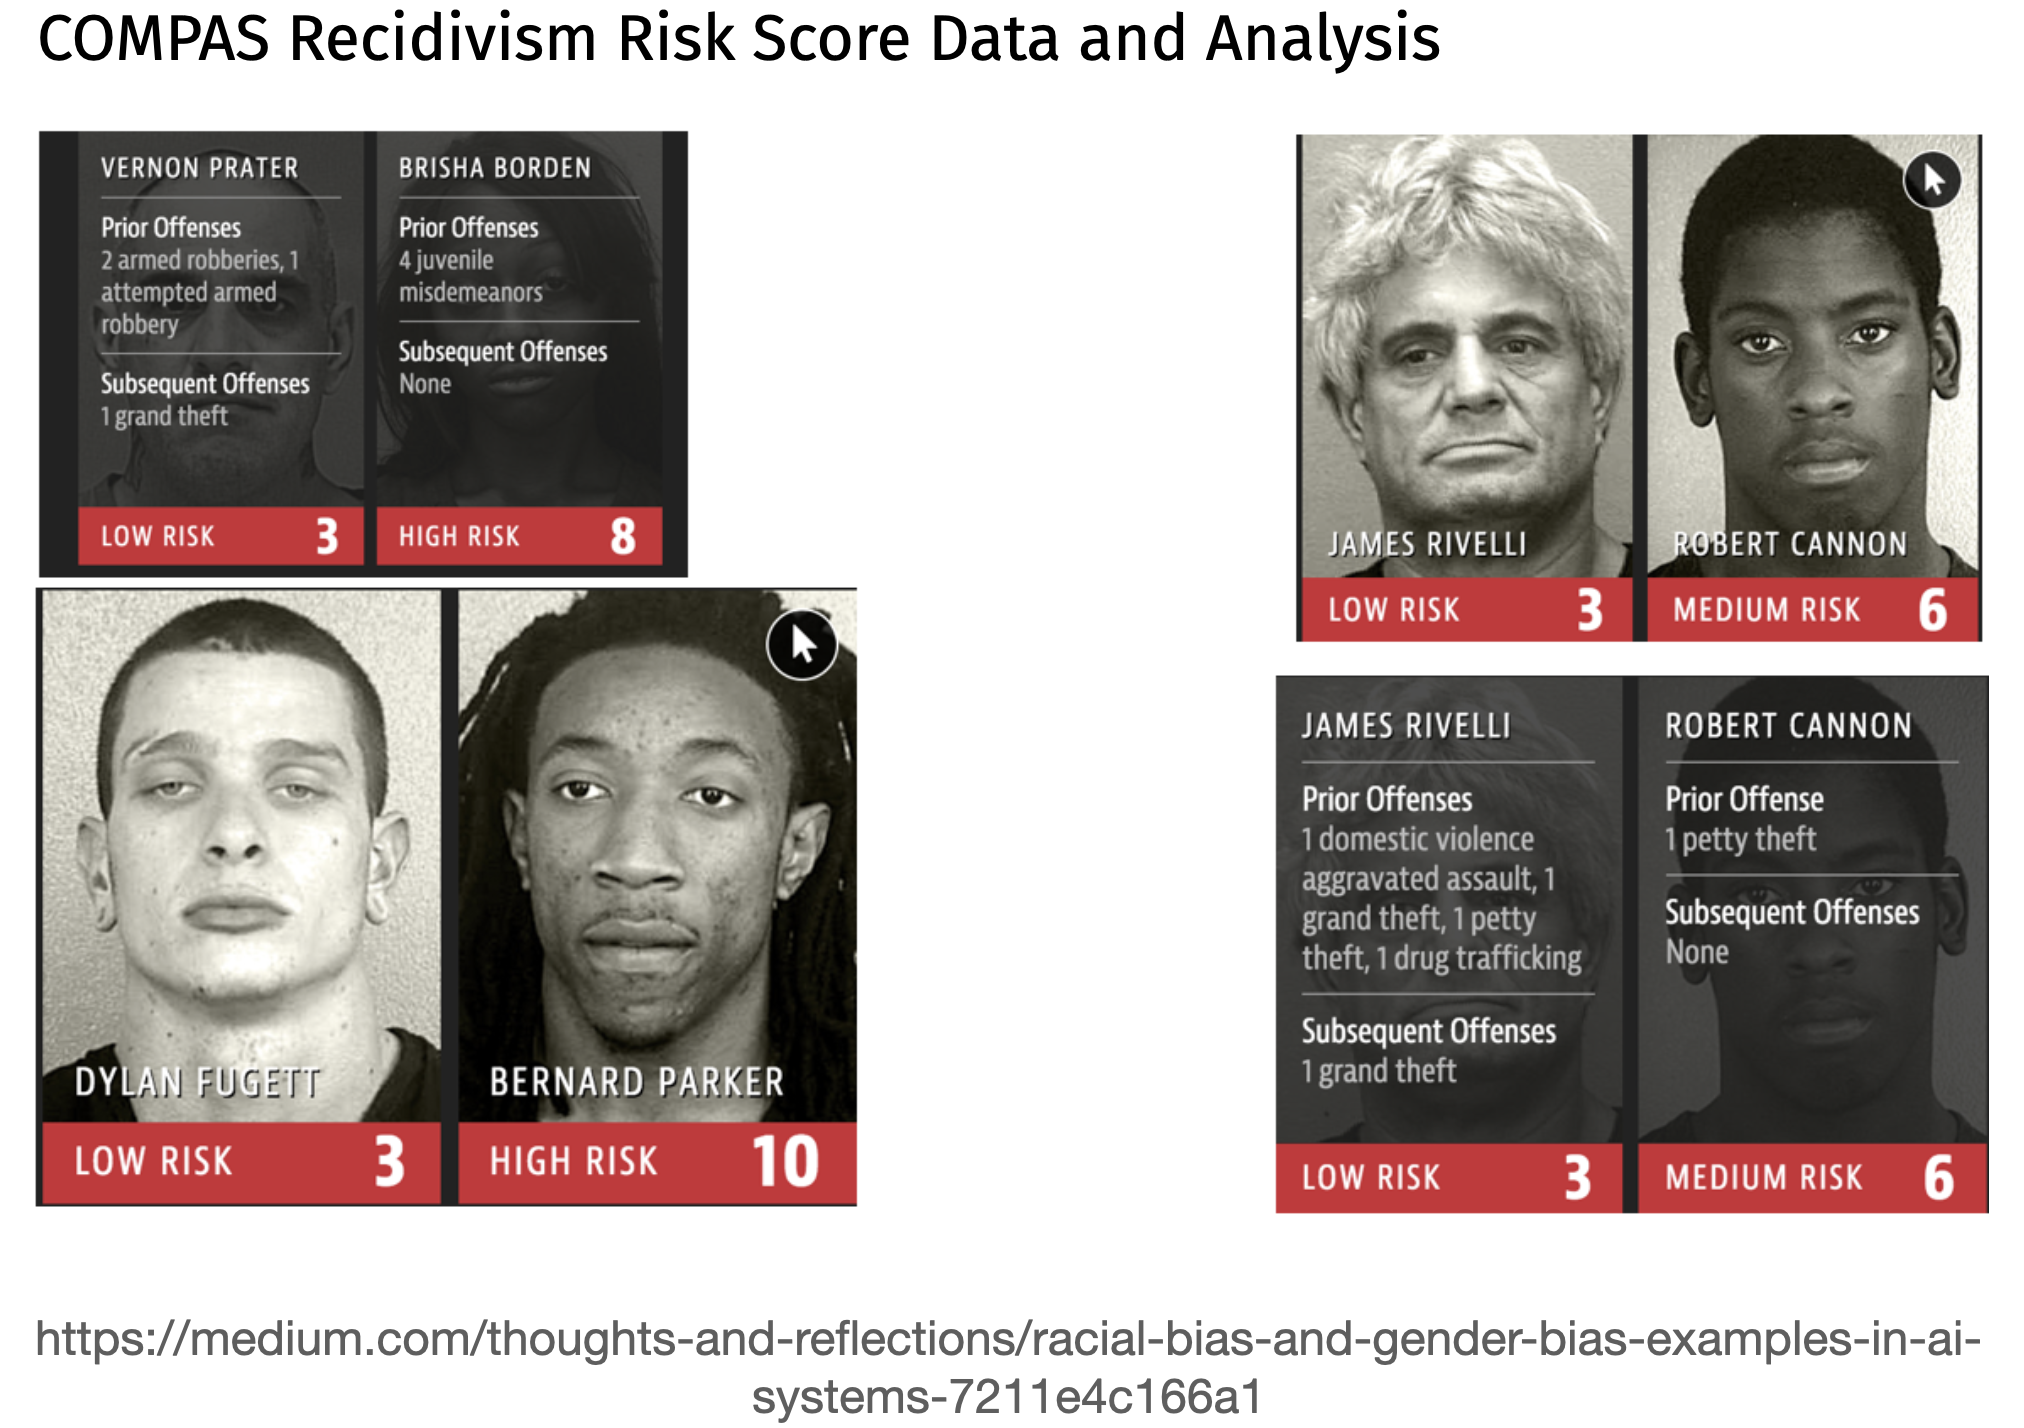 COMPAS Recidivism Risk Score Data and Analysis
VERNON PRATER
Prior Offenses
2 armed robberies, 1
attempted armed
robbery
Subsequent Offenses
1 grand theft
LOW RISK 3
BRISHA BORDEN
Prior Offenses
4 juvenile
misdemeanors
Subsequent Offenses
None
HIGH RISK 8
JAMES RIVELLI
LOW RISK 3
ROBERT CANNON
MEDIUM RISK 6
DYLAN FUGETT
LOW RISK 3
BERNARD PARKER
HIGH RISK 10
JAMES RIVELLI
Prior Offenses
1 domestic violence
aggravated assault, 1
grand theft, 1 petty
theft, 1 drug trafficking
Subsequent Offenses
1 grand theft
LOW RISK 3
ROBERT CANNON
Prior Offense
1 petty theft
Subsequent Offenses
None
MEDIUM RISK 6
https://medium.com/thoughts-and-reflections/racial-bias-and-gender-bias-examples-in-ai-
systems-7211e4c166a1